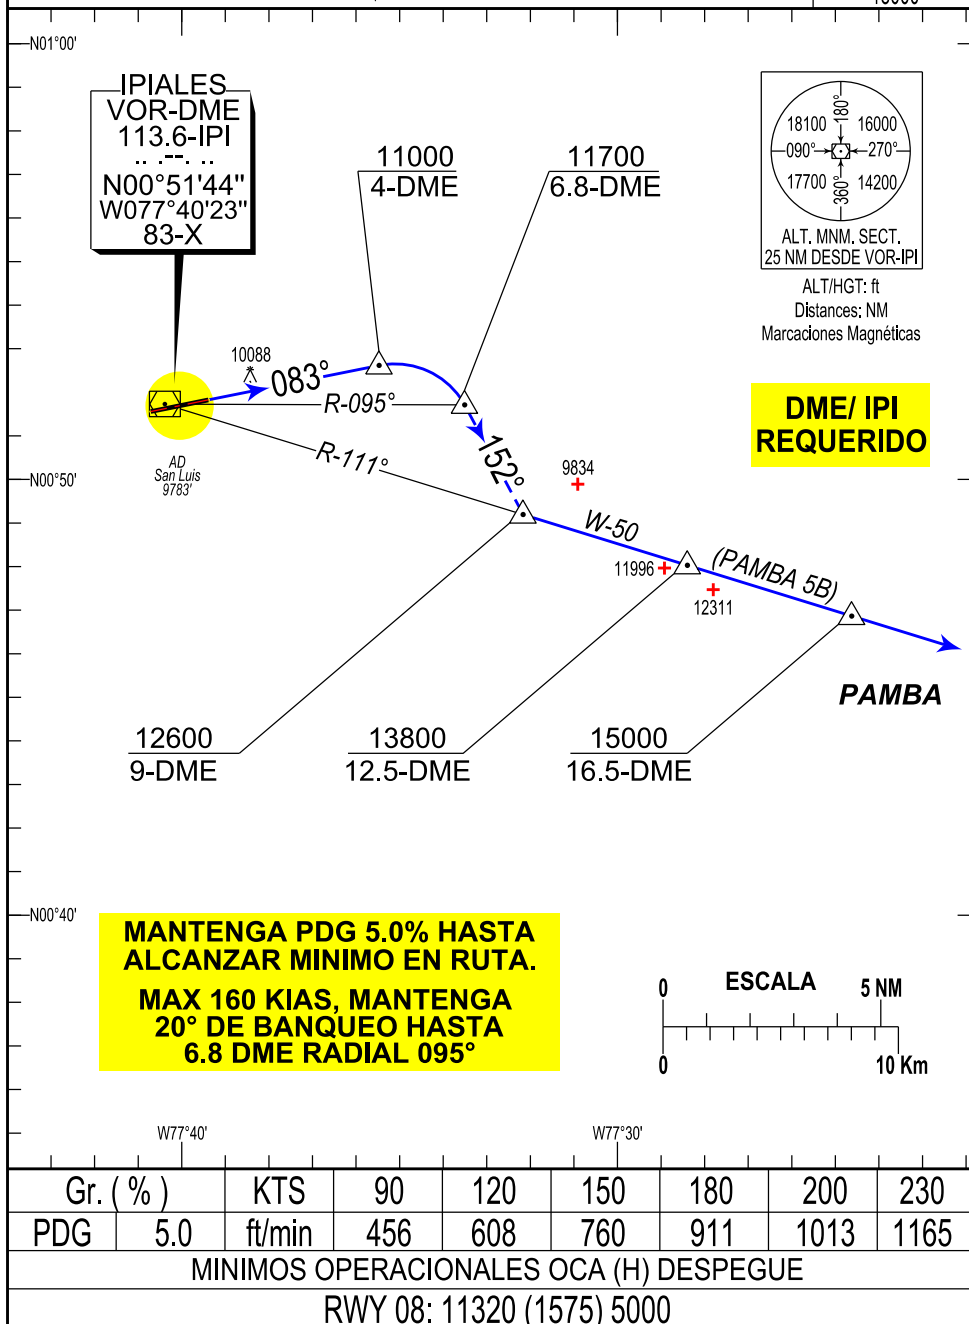 N01°00'
IPIALES
VOR-DME
113.6-IPI
.. .--. ..
N00°51'44"
W077°40'23"
83-X
11000
4-DME
11700
6.8-DME
180°
18100
16000
090°
270°
17700
14200
360°
ALT. MNM. SECT.
25 NM DESDE VOR-IPI
ALT/HGT: ft
Distances: NM
Marcaciones Magnéticas
10088
083°
R-095°
DME/ IPI
REQUERIDO
R-111°
152°
AD
San Luis
9783'
N00°50'
9834
W-50
(PAMBA 5B)
11996
12311
PAMBA
12600
9-DME
13800
12.5-DME
15000
16.5-DME
N00°40'
MANTENGA PDG 5.0% HASTA
ALCANZAR MINIMO EN RUTA.
MAX 160 KIAS, MANTENGA
20° DE BANQUEO HASTA
6.8 DME RADIAL 095°
0 ESCALA 5 NM
0 10 Km
W77°40' W77°30'
Gr. ( % ) KTS 90 120 150 180 200 230
PDG 5.0 ft/min 456 608 760 911 1013 1165
MINIMOS OPERACIONALES OCA (H) DESPEGUE
RWY 08: 11320 (1575) 5000